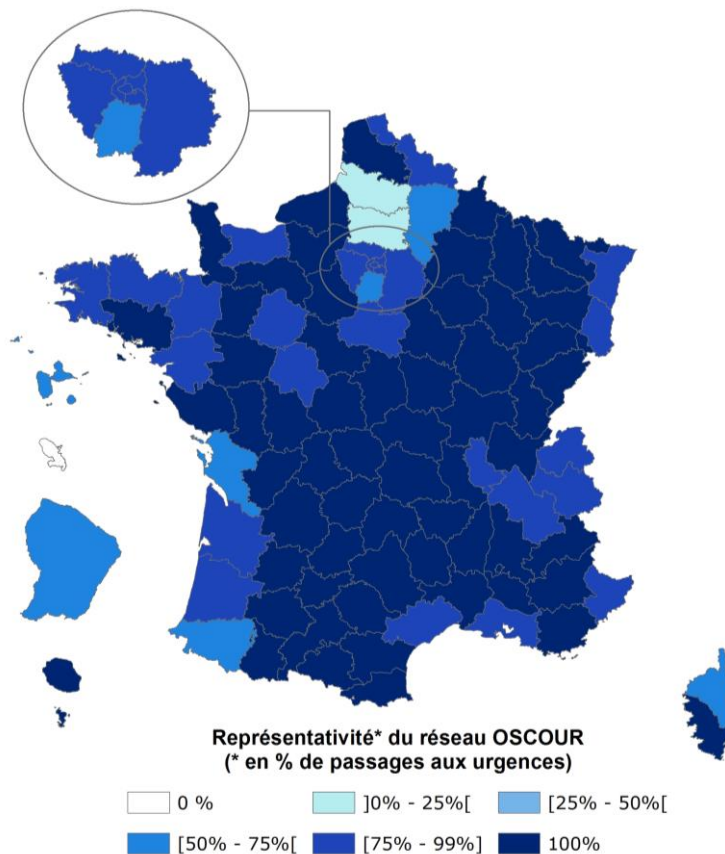 Représentativité* du réseau OSCOUR
(* en % de passages aux urgences)
0 % ]0% - 25%[ [25% - 50%[
[50% - 75%[ [75% - 99%] 100%